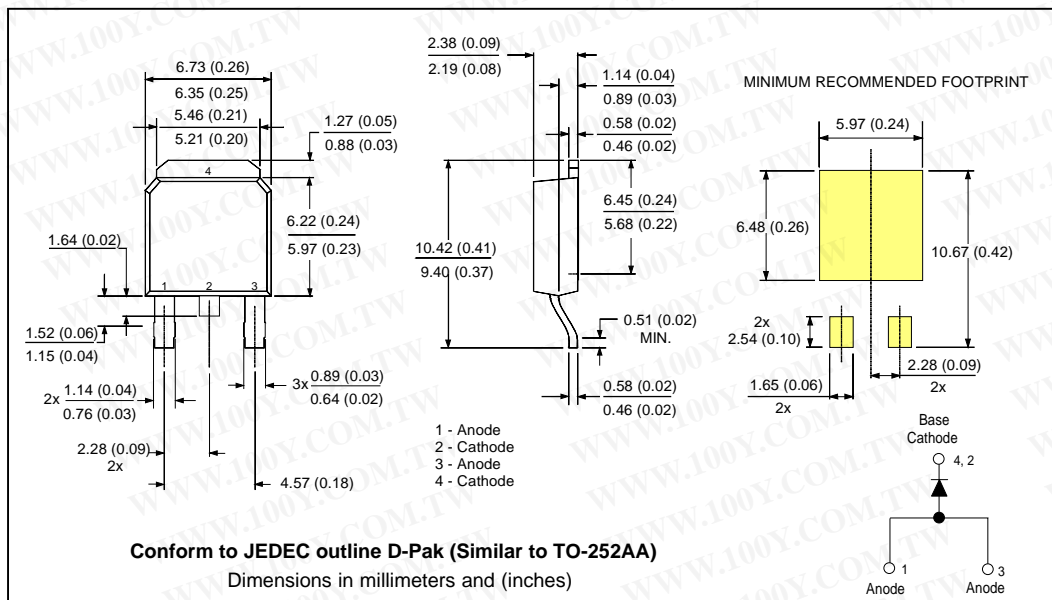 6.73 (0.26)
6.35 (0.25)
5.46 (0.21)
5.21 (0.20)
1.27 (0.05)
0.88 (0.03)
4
6.22 (0.24)
5.97 (0.23)
1.64 (0.02)
1 2 3
1.52 (0.06)
1.15 (0.04)
2x 1.14 (0.04)
0.76 (0.03)
3x 0.89 (0.03)
0.64 (0.02)
2.28 (0.09)
2x
4.57 (0.18)
2.38 (0.09)
2.19 (0.08)
1.14 (0.04)
0.89 (0.03)
0.58 (0.02)
0.46 (0.02)
6.45 (0.24)
5.68 (0.22)
10.42 (0.41)
9.40 (0.37)
0.51 (0.02)
MIN.
0.58 (0.02)
0.46 (0.02)
1 - Anode
2 - Cathode
3 - Anode
4 - Cathode
MINIMUM RECOMMENDED FOOTPRINT
5.97 (0.24)
6.48 (0.26)
10.67 (0.42)
2x
2.54 (0.10)
1.65 (0.06)
2x
2.28 (0.09)
2x
Base
Cathode
4, 2
1
Anode
3
Anode
Conform to JEDEC outline D-Pak (Similar to TO-252AA)
Dimensions in millimeters and (inches)
WWW.100Y.COM.TW